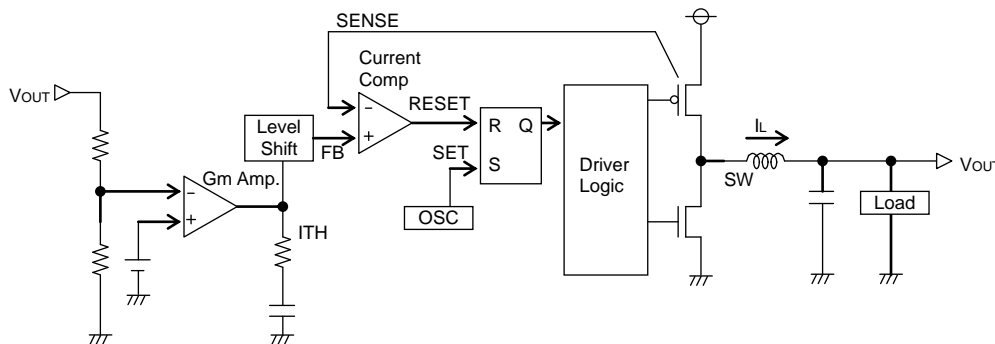 SENSE
Current
Comp
VOUT
RESET
Level
Shift
FB
R Q
SET
S
Gm Amp.
OSC
ITH
Driver
Logic
IL
SW
VOUT
Load
- +
- +